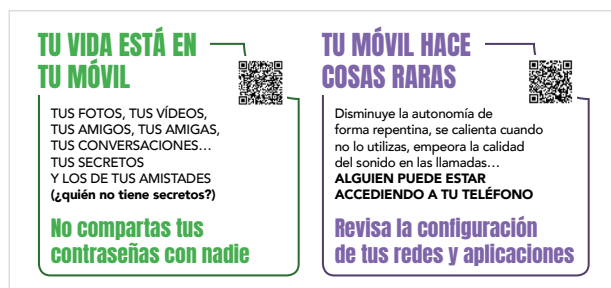 TU VIDA ESTÁ EN
TU MÓVIL
TUS FOTOS, TUS VÍDEOS,
TUS AMIGOS, TUS AMIGAS,
TUS CONVERSACIONES…
TUS SECRETOS
Y LOS DE TUS AMISTADES
(¿quién no tiene secretos?)
No compartas tus
contraseñas con nadie
TU MÓVIL HACE
COSAS RARAS
Disminuye la autonomía de
forma repentina, se calienta cuando
no lo utilizas, empeora la calidad
del sonido en las llamadas…
ALGUIEN PUEDE ESTAR
ACCEDIENDO A TU TELÉFONO
Revisa la configuración
de tus redes y aplicaciones